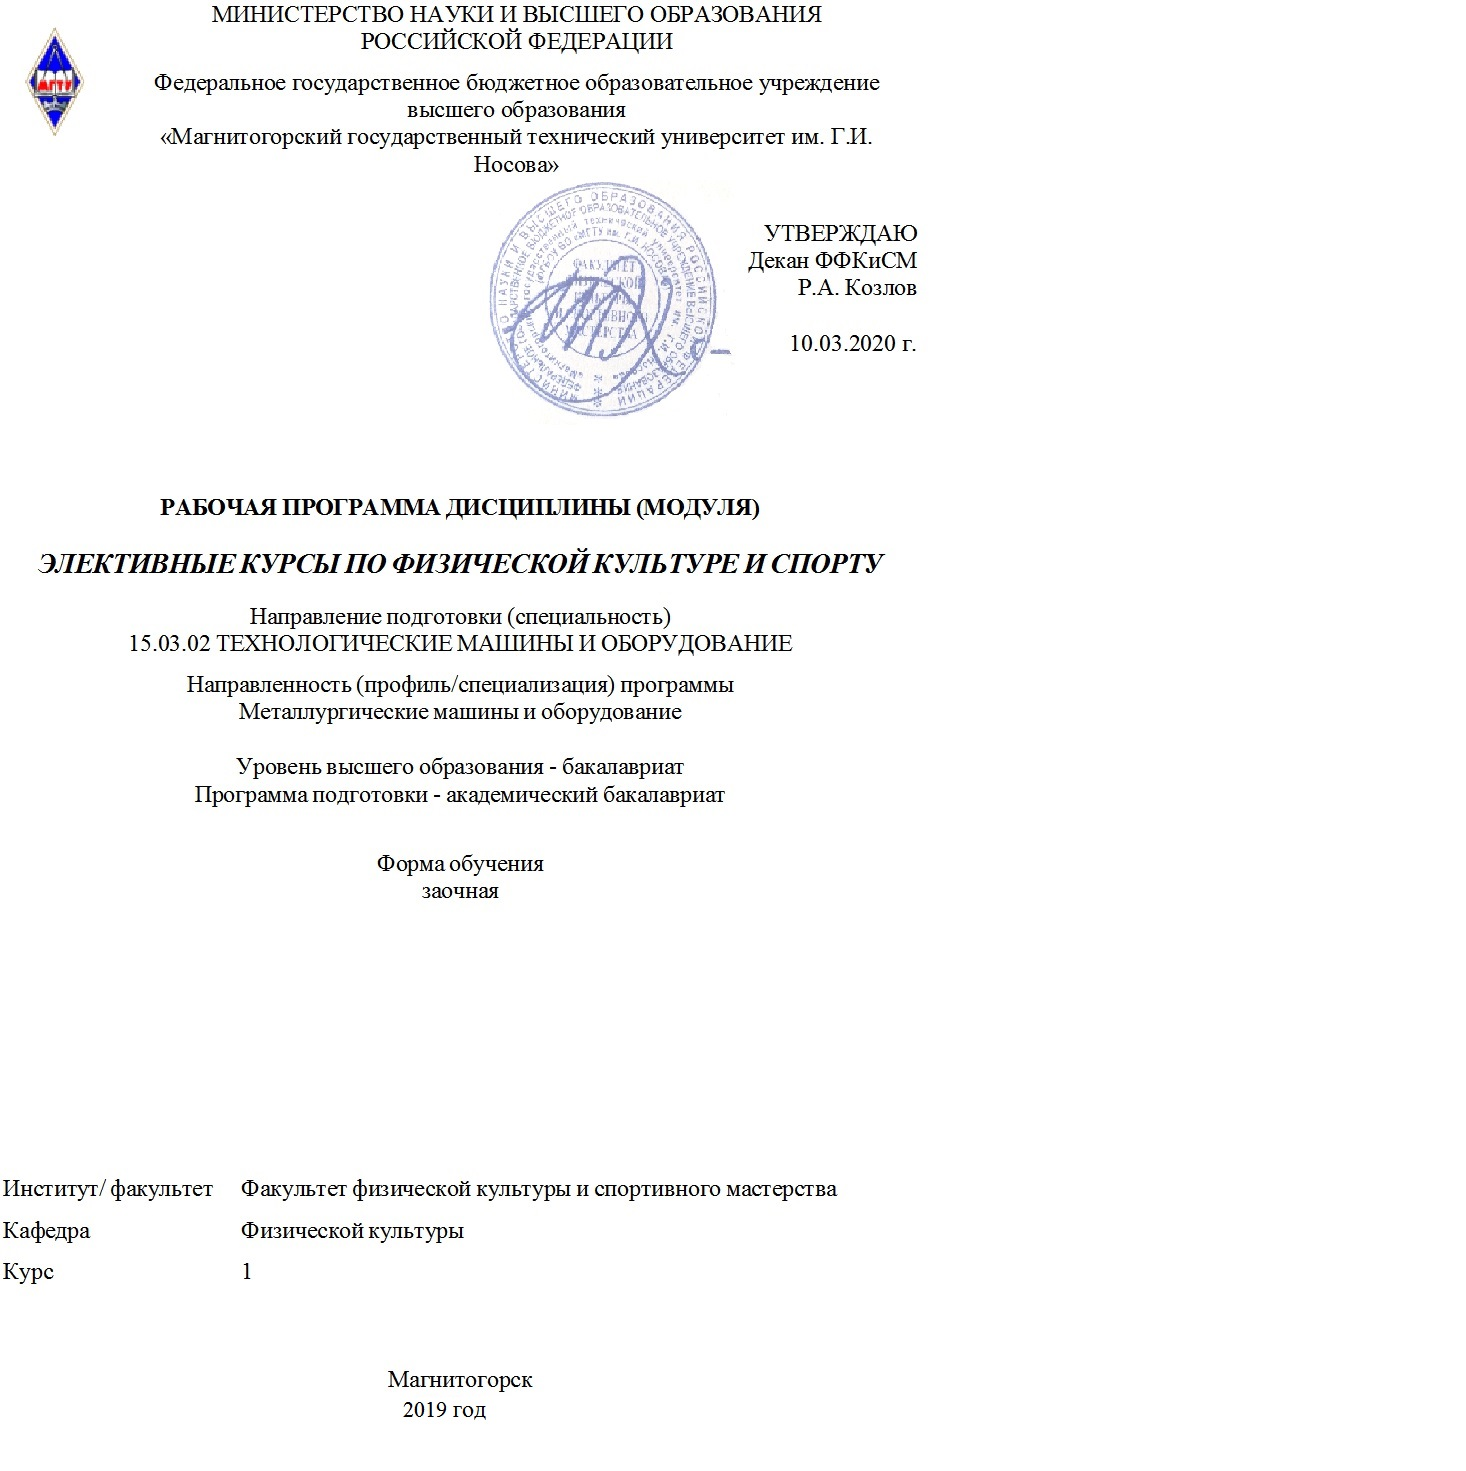 МИНИСТЕРСТВО НАУКИ И ВЫСШЕГО ОБРАЗОВАНИЯ
РОССИЙСКОЙ ФЕДЕРАЦИИ
МГТУ
Федеральное государственное бюджетное образовательное учреждение
высшего образования
«Магнитогорский государственный технический университет им. Г.И.
Носова»
УТВЕРЖДАЮ
Декан ФФКиСМ
Р.А. Козлов
10.03.2020 г.
РАБОЧАЯ ПРОГРАММА ДИСЦИПЛИНЫ (МОДУЛЯ)
ЭЛЕКТИВНЫЕ КУРСЫ ПО ФИЗИЧЕСКОЙ КУЛЬТУРЕ И СПОРТУ
Направление подготовки (специальность)
15.03.02 ТЕХНОЛОГИЧЕСКИЕ МАШИНЫ И ОБОРУДОВАНИЕ
Направленность (профиль/специализация) программы
Металлургические машины и оборудование
Уровень высшего образования - бакалавриат
Программа подготовки - академический бакалавриат
Форма обучения
заочная
Институт/ факультет Факультет физической культуры и спортивного мастерства
Кафедра Физической культуры
Курс 1
Магнитогорск
2019 год